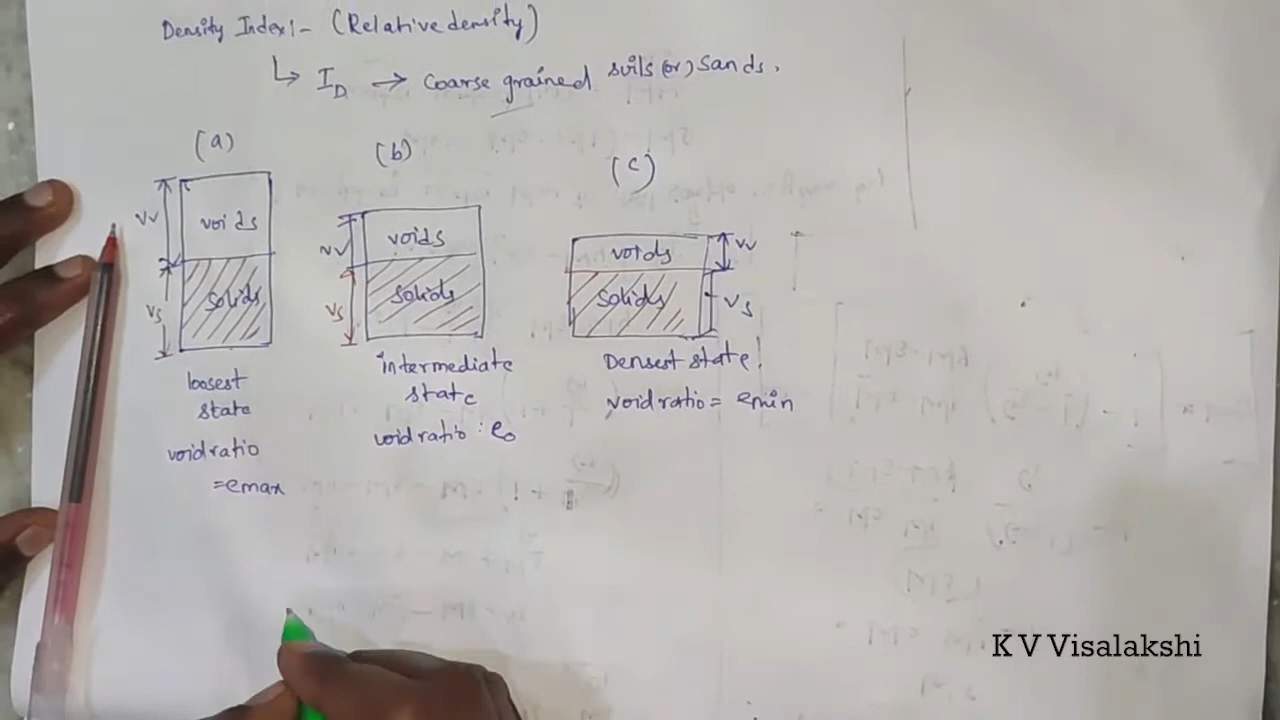 Density Index:- (Relative density)
↳ ID → Coarse grained soils (or) sands.
(a)
(b)
(c)
Vv
voids
Vv
voids
voids
Vv
Vs
solids
Vs
solids
solids
Vs
loosest
state
void ratio
= emax
intermediate
state
void ratio : eo
Densest state!
void ratio = emin
K V Visalakshi